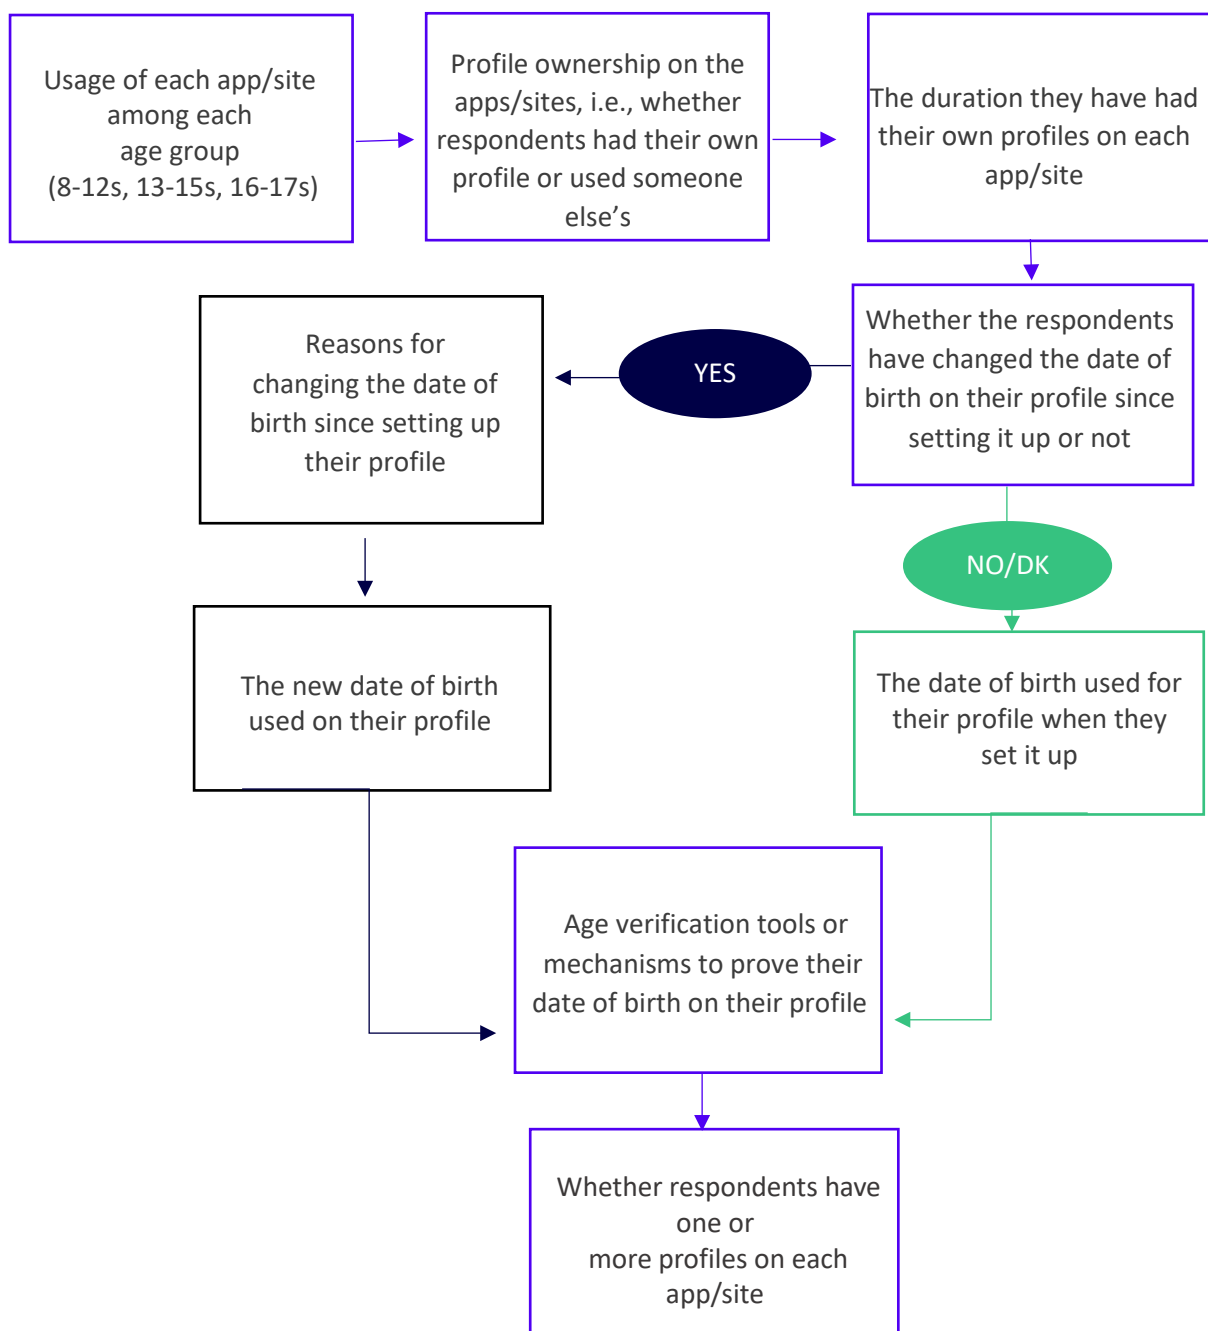 Usage of each app/site
among each
age group
(8-12s, 13-15s, 16-17s)
Profile ownership on the
apps/sites, i.e., whether
respondents had their own
profile or used someone
else’s
The duration they have had
their own profiles on each
app/site
Whether the respondents
have changed the date of
birth on their profile since
setting it up or not
YES
Reasons for
changing the date of
birth since setting up
their profile
The new date of birth
used on their profile
NO/DK
The date of birth used for
their profile when they
set it up
Age verification tools or
mechanisms to prove their
date of birth on their profile
Whether respondents have
one or
more profiles on each
app/site